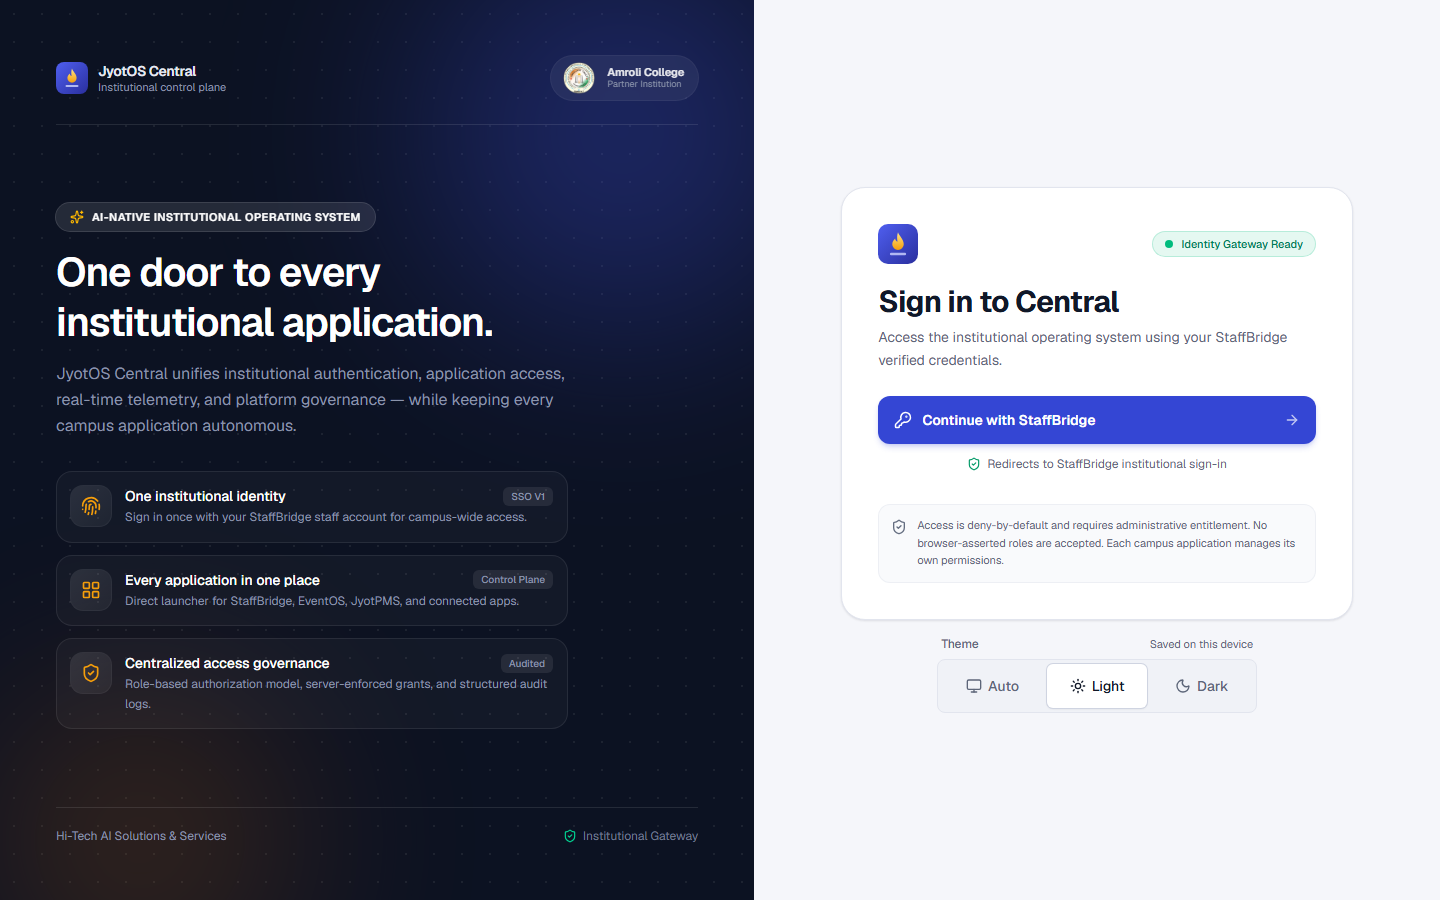 JyotOS Central
Institutional control plane
Amroli College
Partner Institution
AI-NATIVE INSTITUTIONAL OPERATING SYSTEM
One door to every
institutional application.
JyotOS Central unifies institutional authentication, application access,
real-time telemetry, and platform governance — while keeping every
campus application autonomous.
One institutional identity
SSO V1
Sign in once with your StaffBridge staff account for campus-wide access.
Every application in one place
Control Plane
Direct launcher for StaffBridge, EventOS, JyotPMS, and connected apps.
Centralized access governance
Audited
Role-based authorization model, server-enforced grants, and structured audit
logs.
Hi-Tech AI Solutions & Services
Institutional Gateway
Identity Gateway Ready
Sign in to Central
Access the institutional operating system using your StaffBridge
verified credentials.
Continue with StaffBridge
Redirects to StaffBridge institutional sign-in
Access is deny-by-default and requires administrative entitlement. No
browser-asserted roles are accepted. Each campus application manages its
own permissions.
Theme
Saved on this device
Auto
Light
Dark